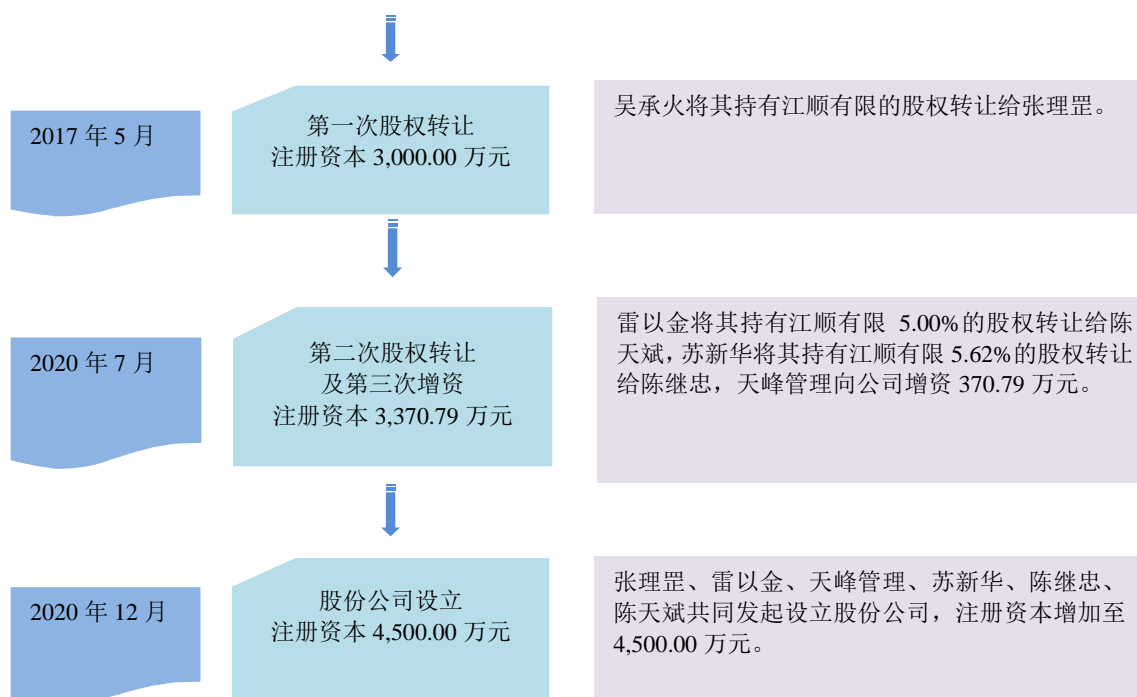 2017 年 5 月
第一次股权转让
注册资本 3,000.00 万元
吴承火将其持有江顺有限的股权转让给张理罡。
2020 年 7 月
第二次股权转让
及第三次增资
注册资本 3,370.79 万元
雷以金将其持有江顺有限 5.00%的股权转让给陈
天斌，苏新华将其持有江顺有限 5.62%的股权转让
给陈继忠，天峰管理向公司增资 370.79 万元。
2020 年 12 月
股份公司设立
注册资本 4,500.00 万元
张理罡、雷以金、天峰管理、苏新华、陈继忠、
陈天斌共同发起设立股份公司，注册资本增加至
4,500.00 万元。